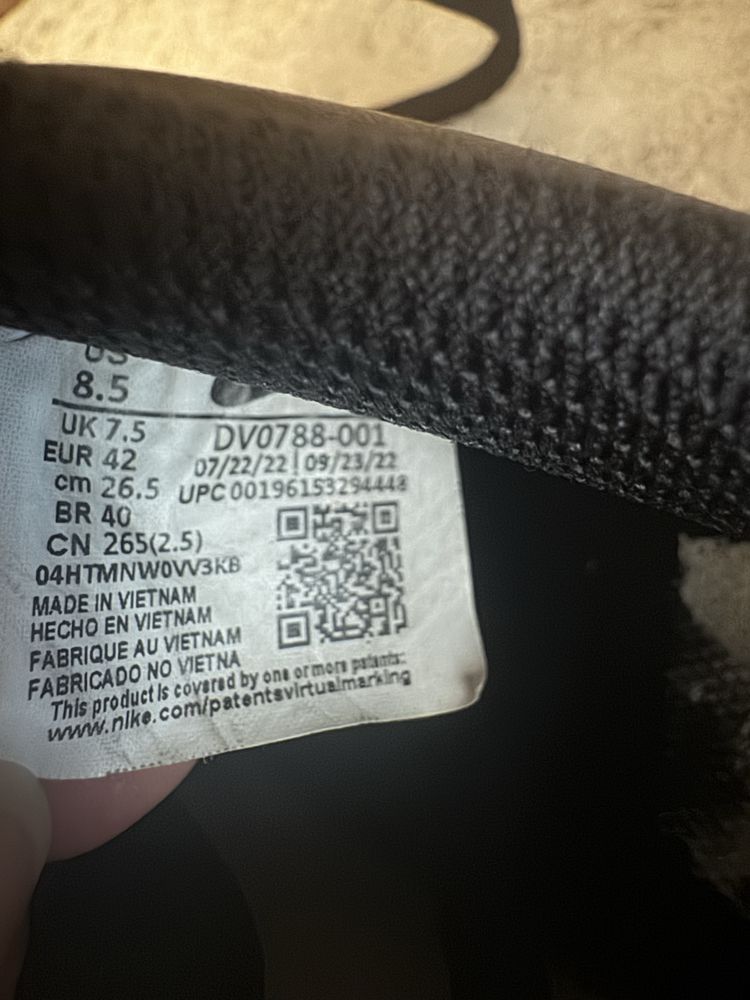 US
8.5
UK 7.5
EUR 42
cm 26.5
BR 40
CN 265(2.5)
DV0788-001
07/22/22 | 09/23/22
UPC 00196153294448
04HTMNW0VV3KB
MADE IN VIETNAM
HECHO EN VIETNAM
FABRIQUE AU VIETNAM
FABRICADO NO VIETNA
This product is covered by one or more patents:
www.nike.com/patentsvirtualmarking